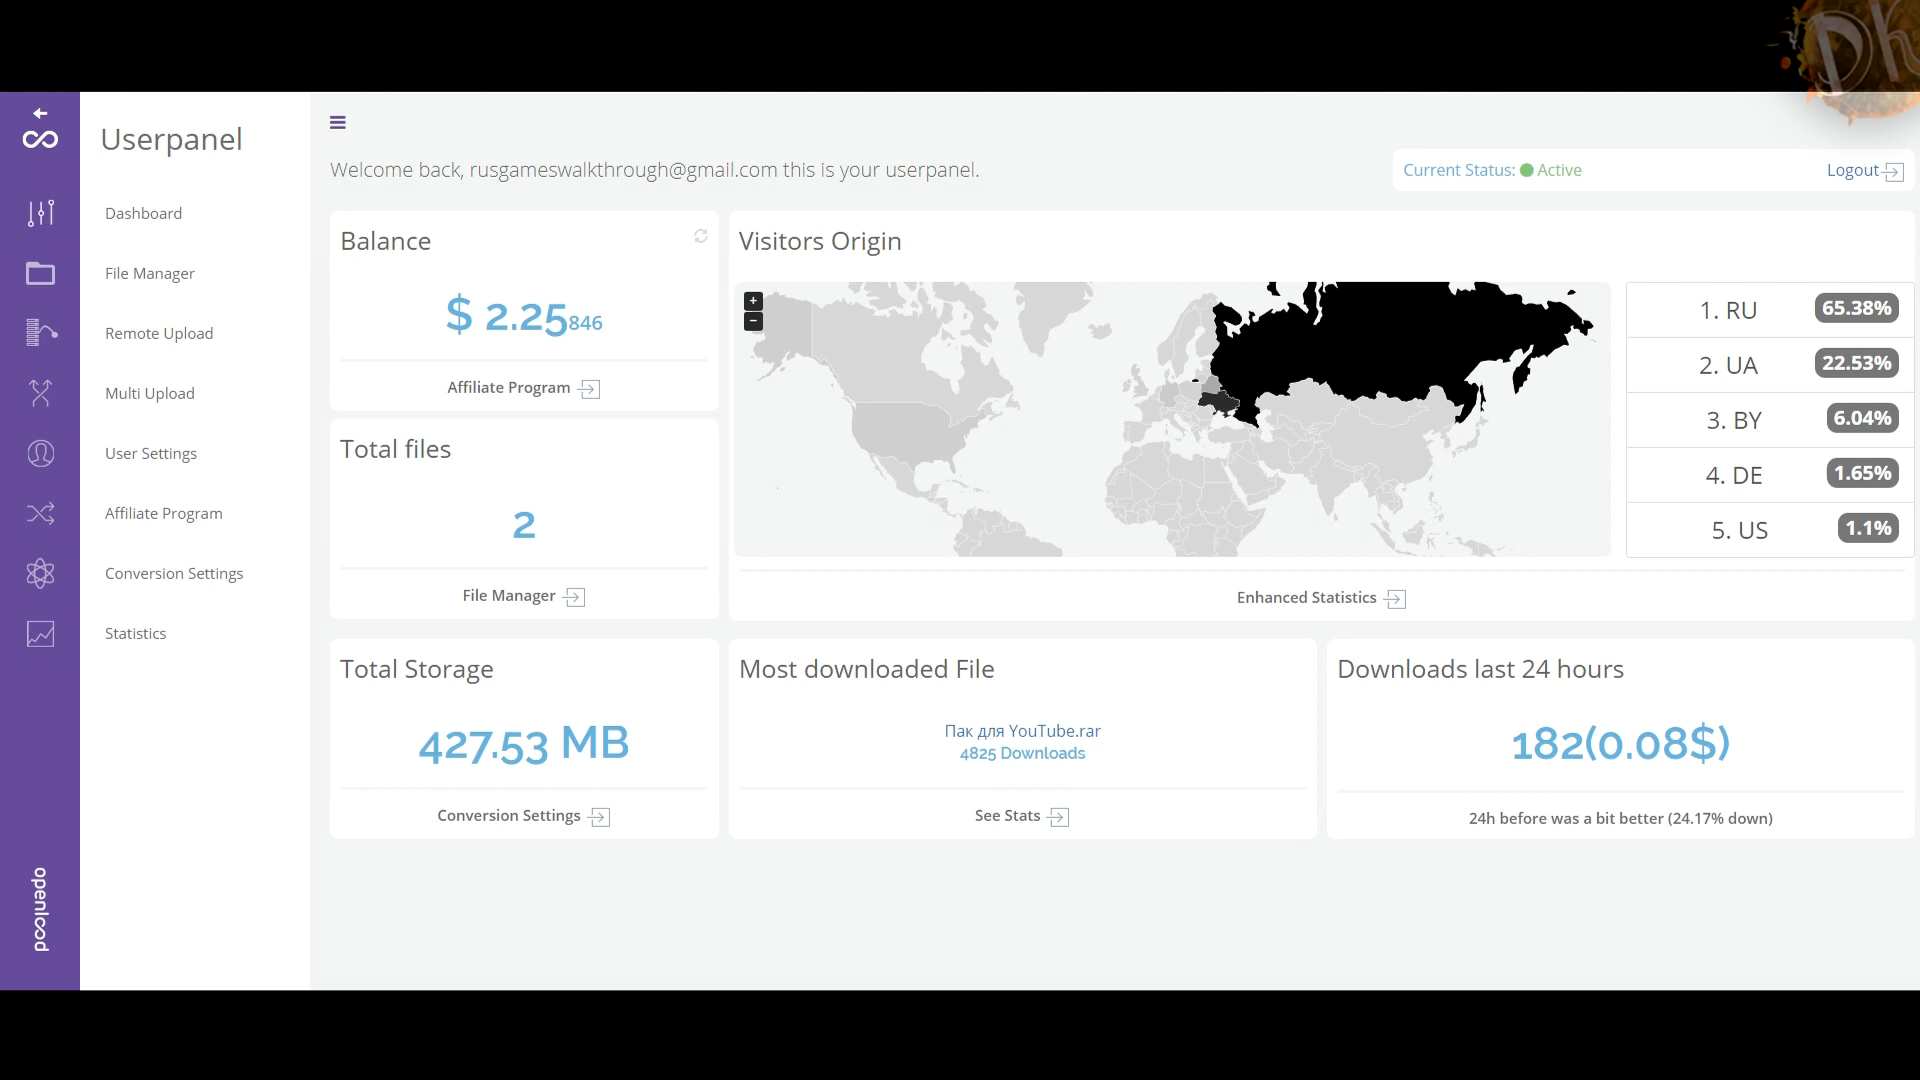 Dh
Userpanel
Dashboard
File Manager
Remote Upload
Multi Upload
User Settings
Affiliate Program
Conversion Settings
Statistics
openlood
Welcome back, rusgameswalkthrough@gmail.com this is your userpanel.
Current Status: Active
Logout
Balance
$ 2.25846
Affiliate Program
Total files
2
File Manager
Visitors Origin
+
−
1. RU 65.38%
2. UA 22.53%
3. BY 6.04%
4. DE 1.65%
5. US 1.1%
Enhanced Statistics
Total Storage
427.53 MB
Conversion Settings
Most downloaded File
Пак для YouTube.rar
4825 Downloads
See Stats
Downloads last 24 hours
182(0.08$)
24h before was a bit better (24.17% down)